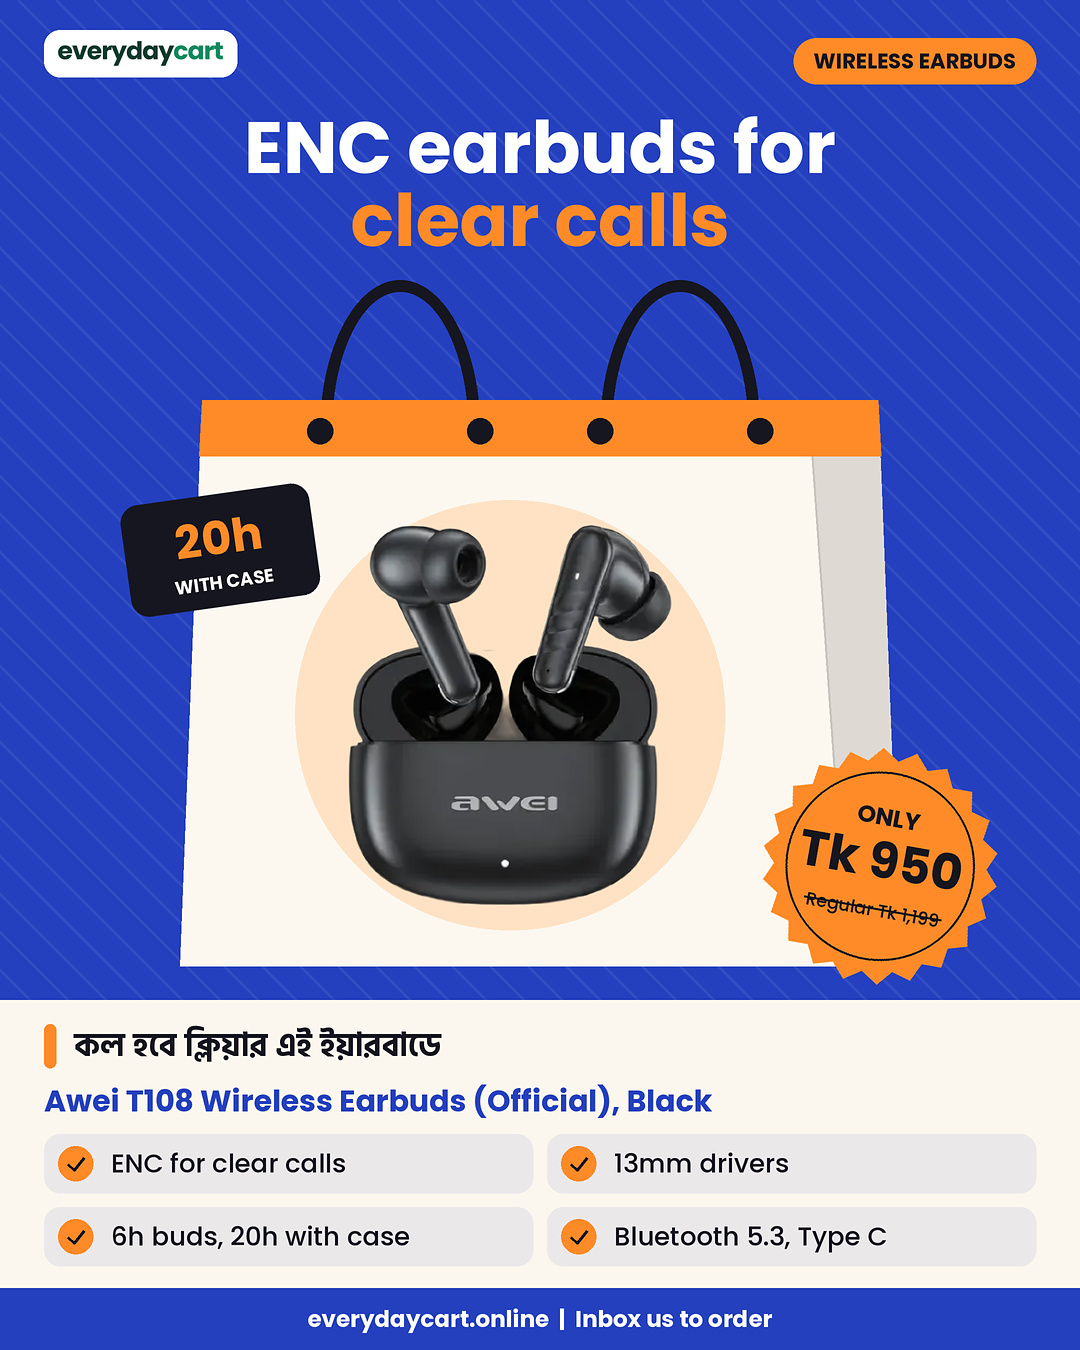 everydaycart
WIRELESS EARBUDS
ENC earbuds for
clear calls
20h
WITH CASE
awei
ONLY
Tk 950
Regular Tk 1,199
কল হবে ক্লিয়ার এই ইয়ারবাডে
Awei T108 Wireless Earbuds (Official), Black
ENC for clear calls
13mm drivers
6h buds, 20h with case
Bluetooth 5.3, Type C
everydaycart.online | Inbox us to order